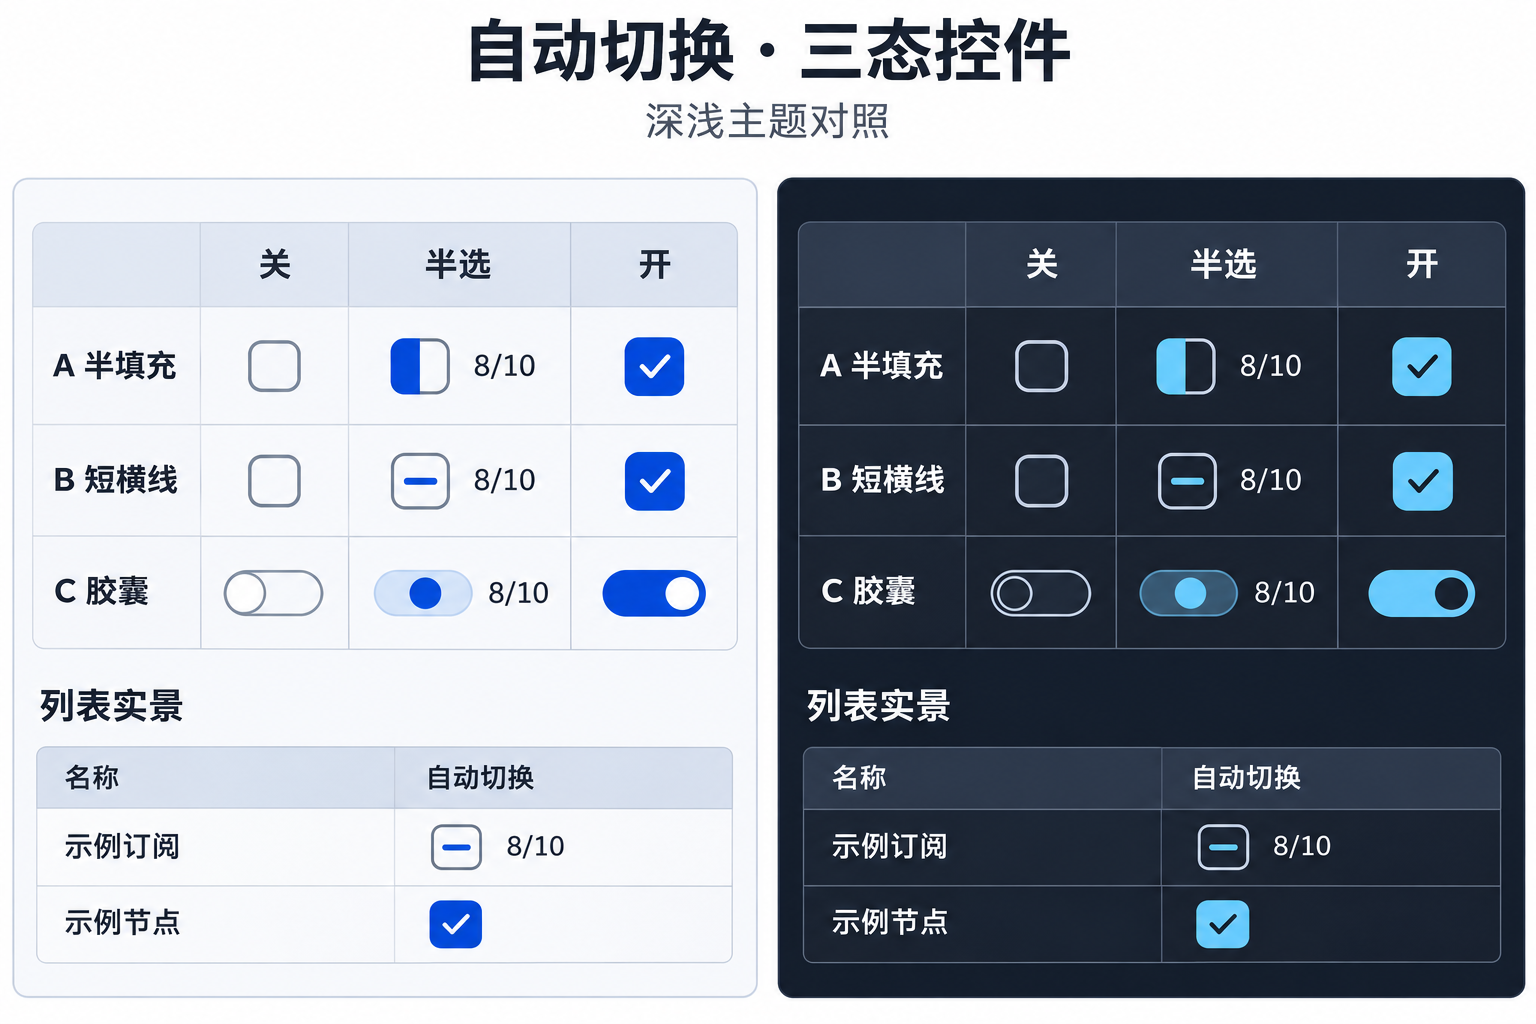 自动切换·三态控件
深浅主题对照
关 半选 开
A 半填充 8/10
B 短横线 8/10
C 胶囊 8/10
列表实景
名称 自动切换
示例订阅 8/10
示例节点
关 半选 开
A 半填充 8/10
B 短横线 8/10
C 胶囊 8/10
列表实景
名称 自动切换
示例订阅 8/10
示例节点